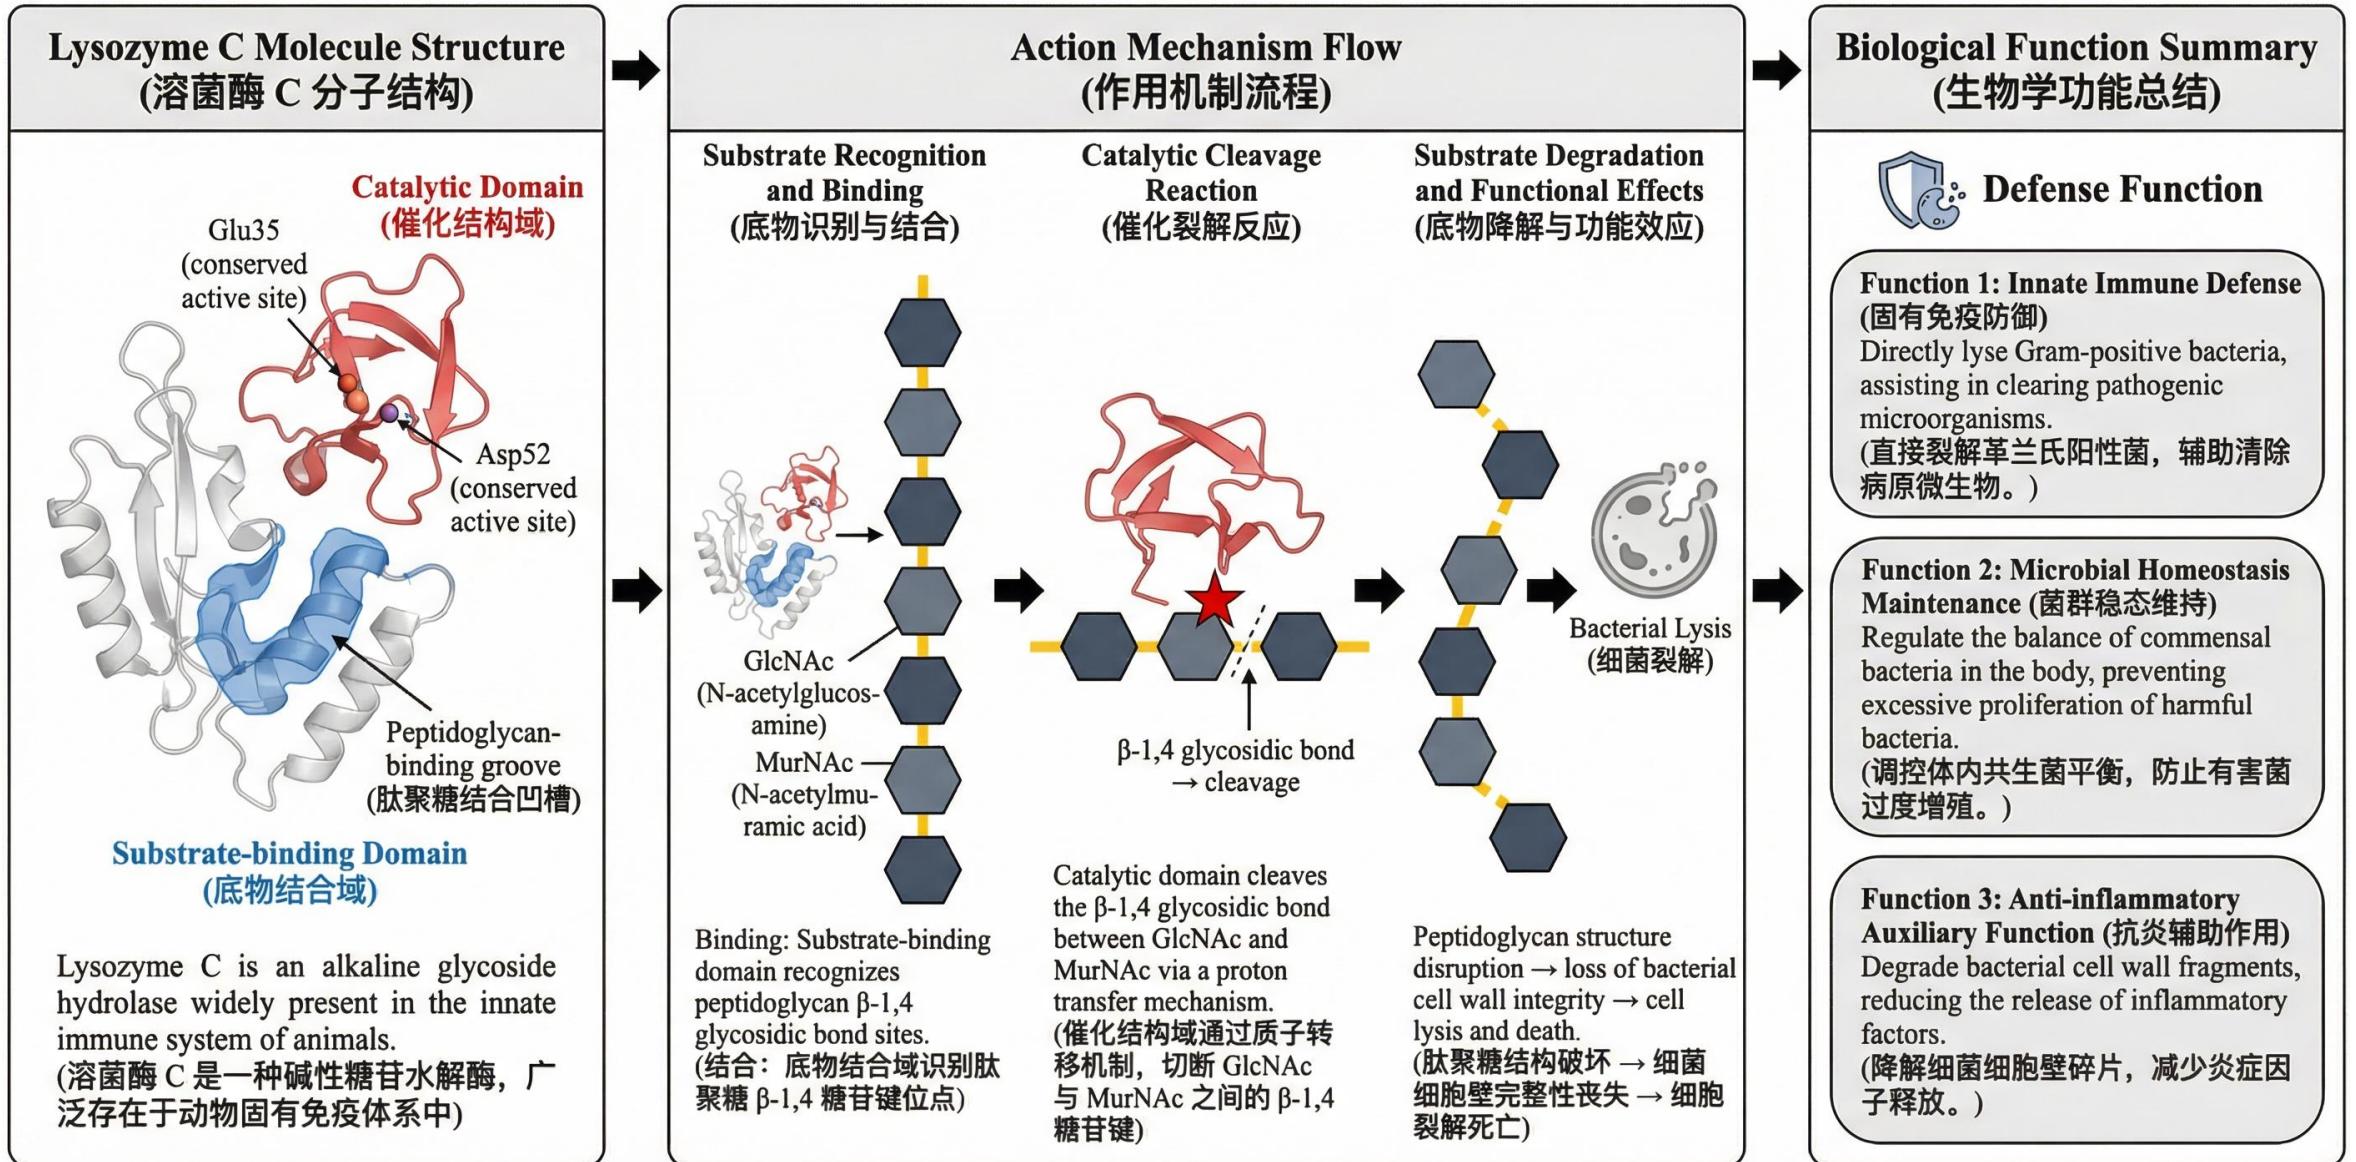 Lysozyme C Molecule Structure
(溶菌酶 C 分子结构)
Catalytic Domain
(催化结构域)
Glu35
(conserved
active site)
Asp52
(conserved
active site)
Peptidoglycan-
binding groove
(肽聚糖结合凹槽)
Substrate-binding Domain
(底物结合域)
Lysozyme C is an alkaline glycoside
hydrolase widely present in the innate
immune system of animals.
(溶菌酶 C 是一种碱性糖苷水解酶，广
泛存在于动物固有免疫体系中)
Action Mechanism Flow
(作用机制流程)
Substrate Recognition
and Binding
(底物识别与结合)
GlcNAc
(N-acetylglucos-
amine)
MurNAc
(N-acetylmu-
ramic acid)
Binding: Substrate-binding
domain recognizes
peptidoglycan β-1,4
glycosidic bond sites.
(结合：底物结合域识别肽
聚糖 β-1,4 糖苷键位点)
Catalytic Cleavage
Reaction
(催化裂解反应)
β-1,4 glycosidic bond
→ cleavage
Catalytic domain cleaves
the β-1,4 glycosidic bond
between GlcNAc and
MurNAc via a proton
transfer mechanism.
(催化结构域通过质子转
移机制，切断 GlcNAc
与 MurNAc 之间的 β-1,4
糖苷键)
Substrate Degradation
and Functional Effects
(底物降解与功能效应)
Bacterial Lysis
(细菌裂解)
Peptidoglycan structure
disruption → loss of bacterial
cell wall integrity → cell
lysis and death.
(肽聚糖结构破坏 → 细菌
细胞壁完整性丧失 → 细胞
裂解死亡)
Biological Function Summary
(生物学功能总结)
Defense Function
Function 1: Innate Immune Defense
(固有免疫防御)
Directly lyse Gram-positive bacteria,
assisting in clearing pathogenic
microorganisms.
(直接裂解革兰氏阳性菌，辅助清除
病原微生物。)
Function 2: Microbial Homeostasis
Maintenance (菌群稳态维持)
Regulate the balance of commensal
bacteria in the body, preventing
excessive proliferation of harmful
bacteria.
(调控体内共生菌平衡，防止有害菌
过度增殖。)
Function 3: Anti-inflammatory
Auxiliary Function (抗炎辅助作用)
Degrade bacterial cell wall fragments,
reducing the release of inflammatory
factors.
(降解细菌细胞壁碎片，减少炎症因
子释放。)